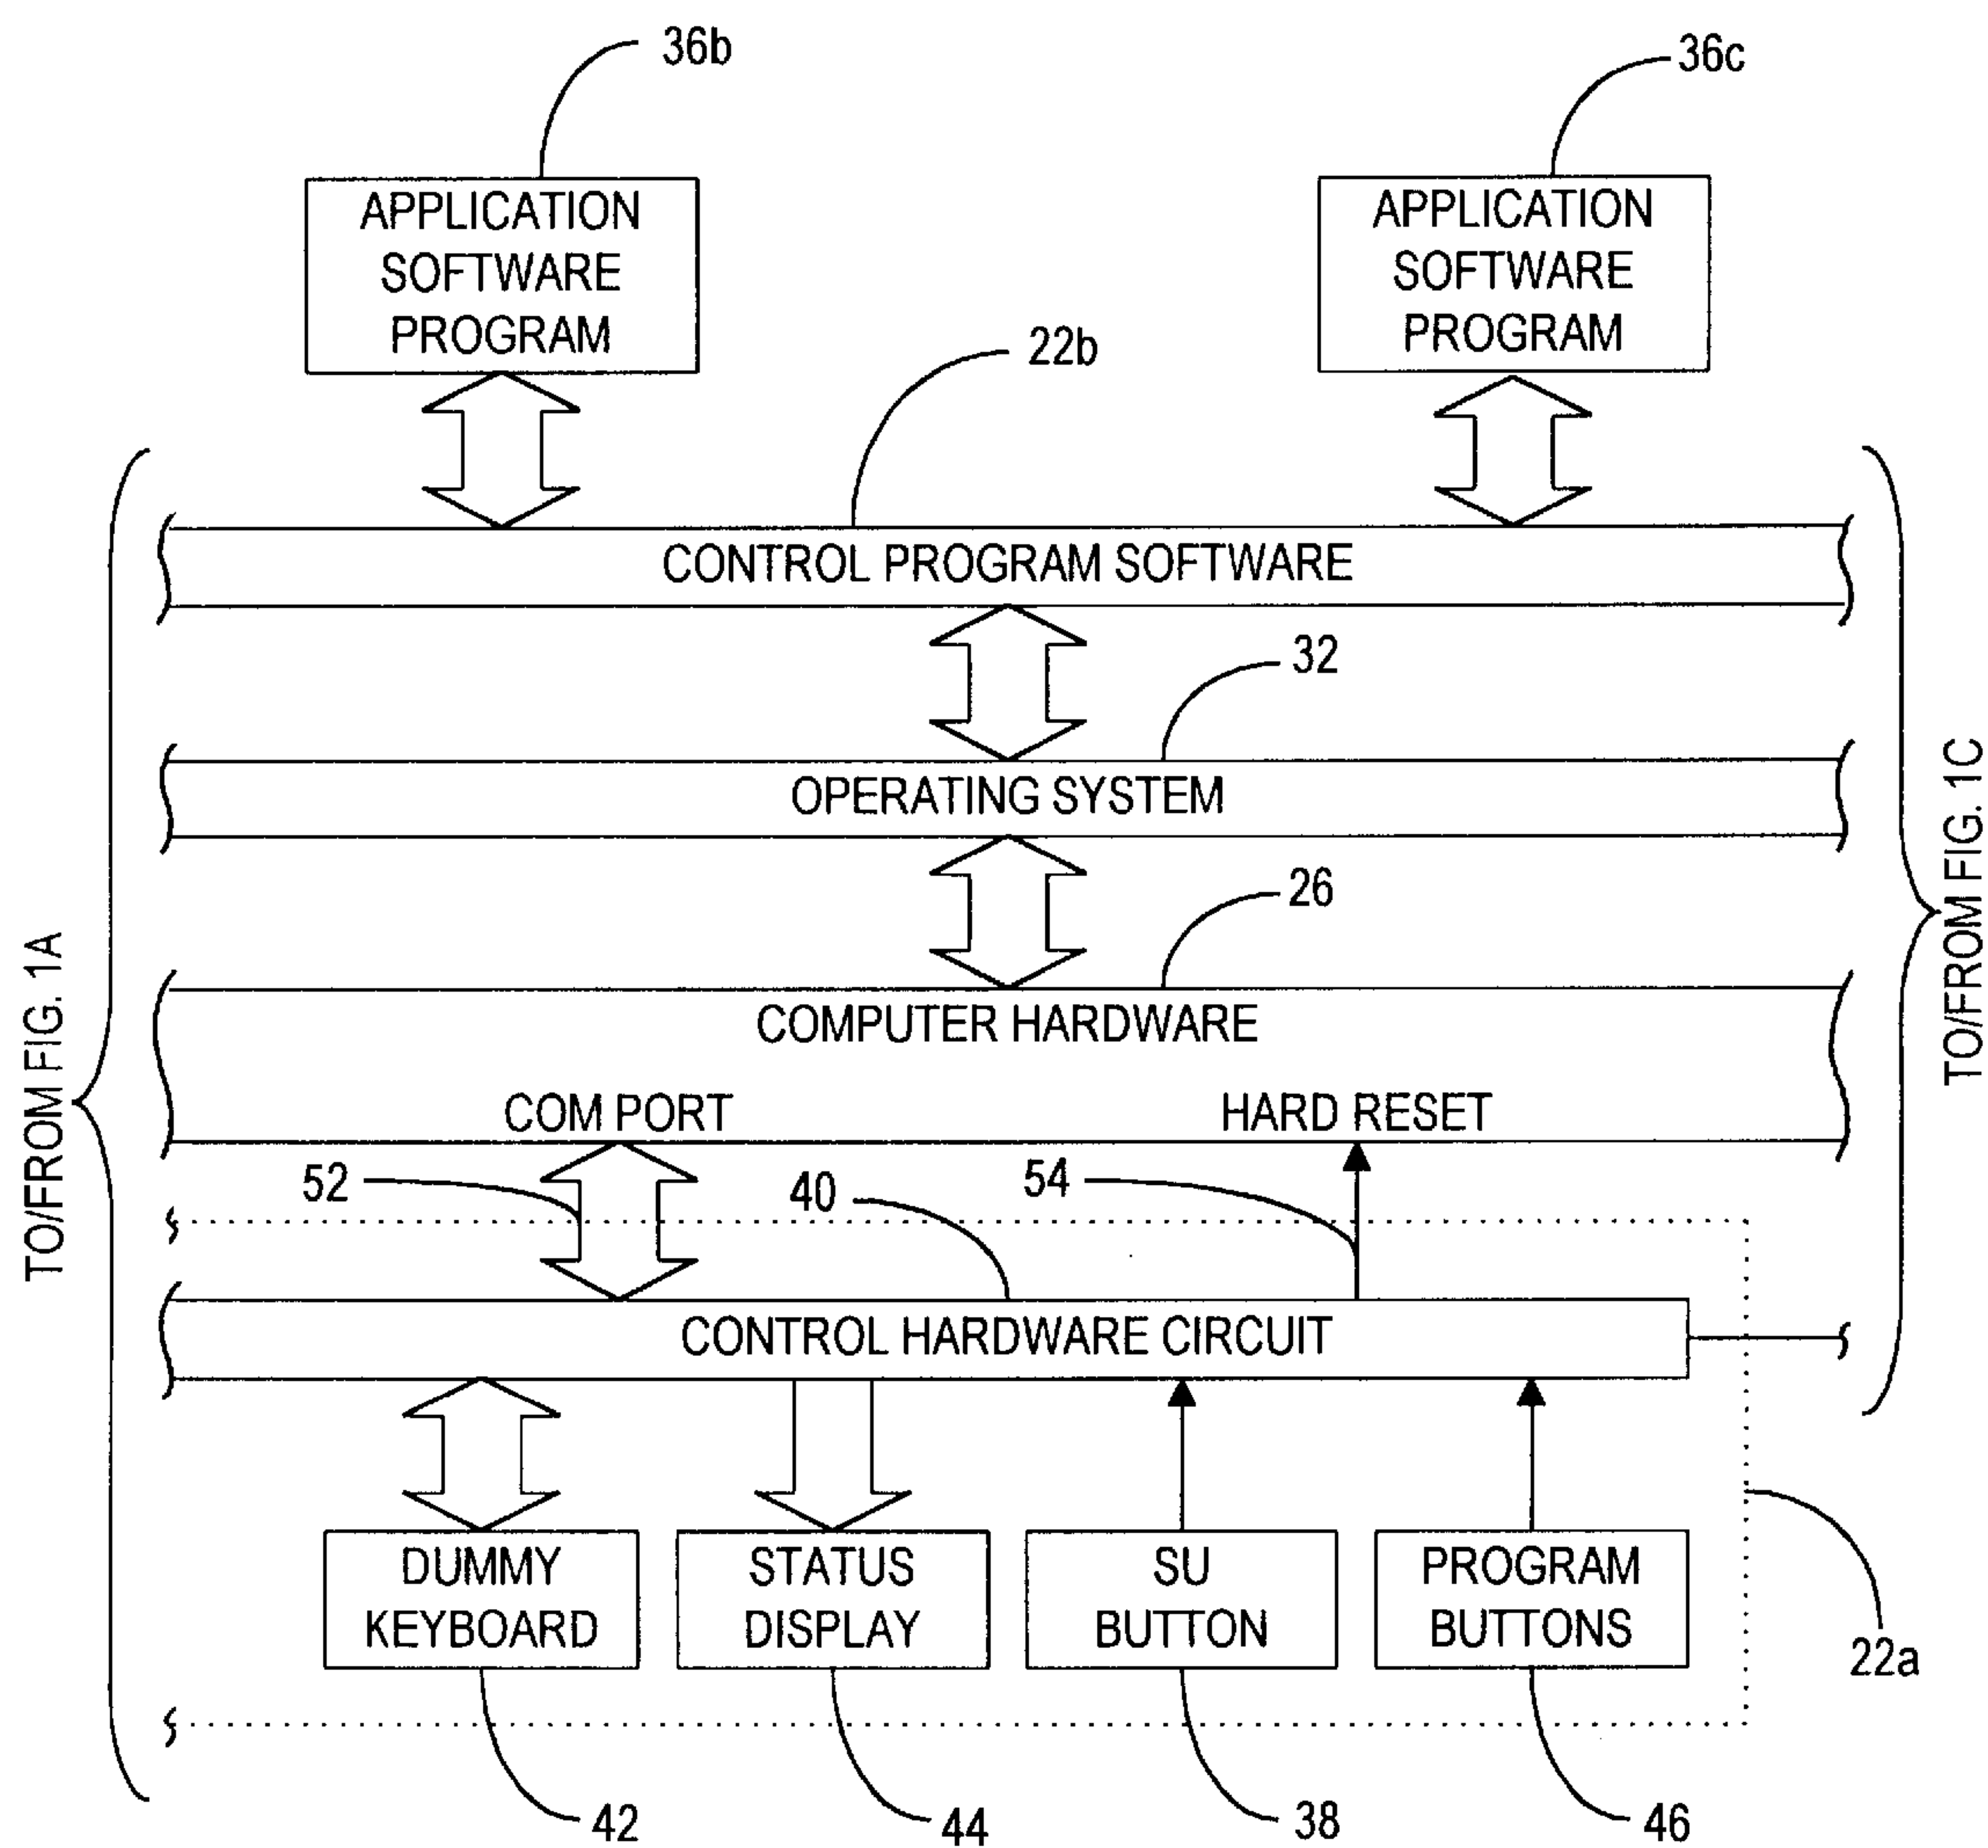 36b
36c
APPLICATION
SOFTWARE
PROGRAM
APPLICATION
SOFTWARE
PROGRAM
22b
CONTROL PROGRAM SOFTWARE
32
OPERATING SYSTEM
26
COMPUTER HARDWARE
COM PORT
HARD RESET
52
40
54
CONTROL HARDWARE CIRCUIT
DUMMY
KEYBOARD
STATUS
DISPLAY
SU
BUTTON
PROGRAM
BUTTONS
22a
42
44
38
46
TO/FROM FIG. 1A
TO/FROM FIG. 1C